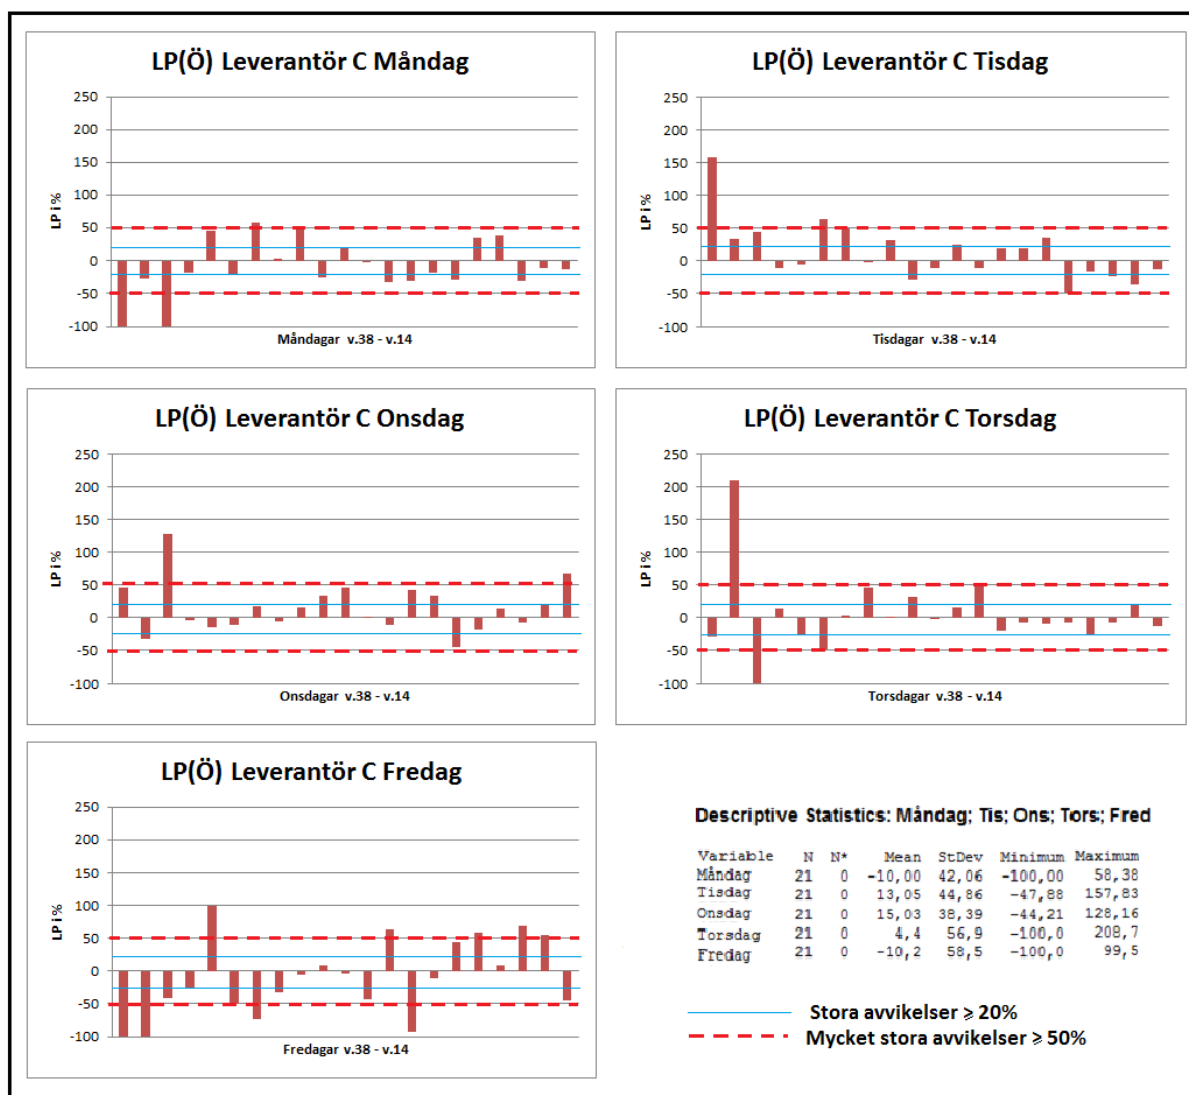 LP(Ö) Leverantör C Måndag
250
200
150
100
50
0
-50
-100
LP i %
Måndagar v.38 - v.14
LP(Ö) Leverantör C Tisdag
250
200
150
100
50
0
-50
-100
LP i %
Tisdagar v.38 - v.14
LP(Ö) Leverantör C Onsdag
250
200
150
100
50
0
-50
-100
LP i %
Onsdagar v.38 - v.14
LP(Ö) Leverantör C Torsdag
250
200
150
100
50
0
-50
-100
LP i %
Torsdagar v.38 - v.14
LP(Ö) Leverantör C Fredag
250
200
150
100
50
0
-50
-100
LP i %
Fredagar v.38 - v.14
Descriptive Statistics: Måndag; Tis; Ons; Tors; Fred
Variable N N* Mean StDev Minimum Maximum
Måndag 21 0 -10,00 42,06 -100,00 58,38
Tisdag 21 0 13,05 44,86 -47,88 157,83
Onsdag 21 0 15,03 38,39 -44,21 128,16
Torsdag 21 0 4,4 56,9 -100,0 208,7
Fredag 21 0 -10,2 58,5 -100,0 99,5
Stora avvikelser ≥ 20%
Mycket stora avvikelser ≥ 50%